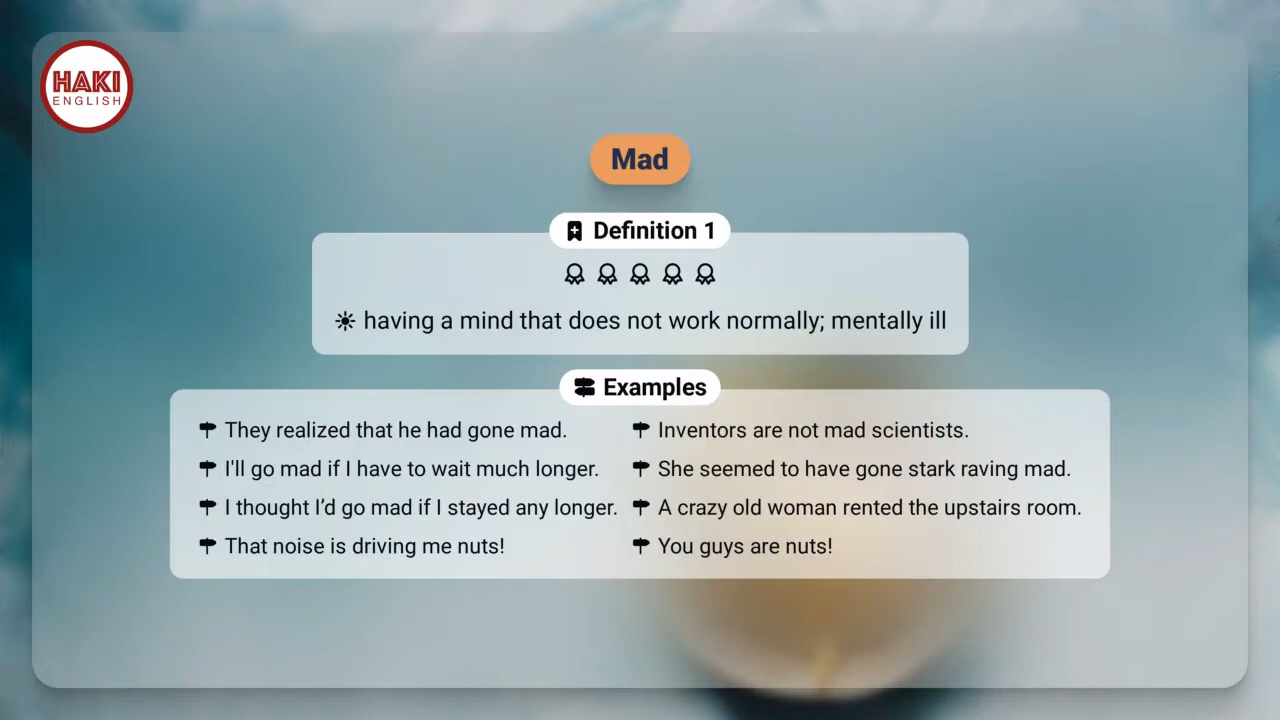 HAKI
ENGLISH
Mad
Definition 1
having a mind that does not work normally; mentally ill
Examples
They realized that he had gone mad.
I'll go mad if I have to wait much longer.
I thought I’d go mad if I stayed any longer.
That noise is driving me nuts!
Inventors are not mad scientists.
She seemed to have gone stark raving mad.
A crazy old woman rented the upstairs room.
You guys are nuts!